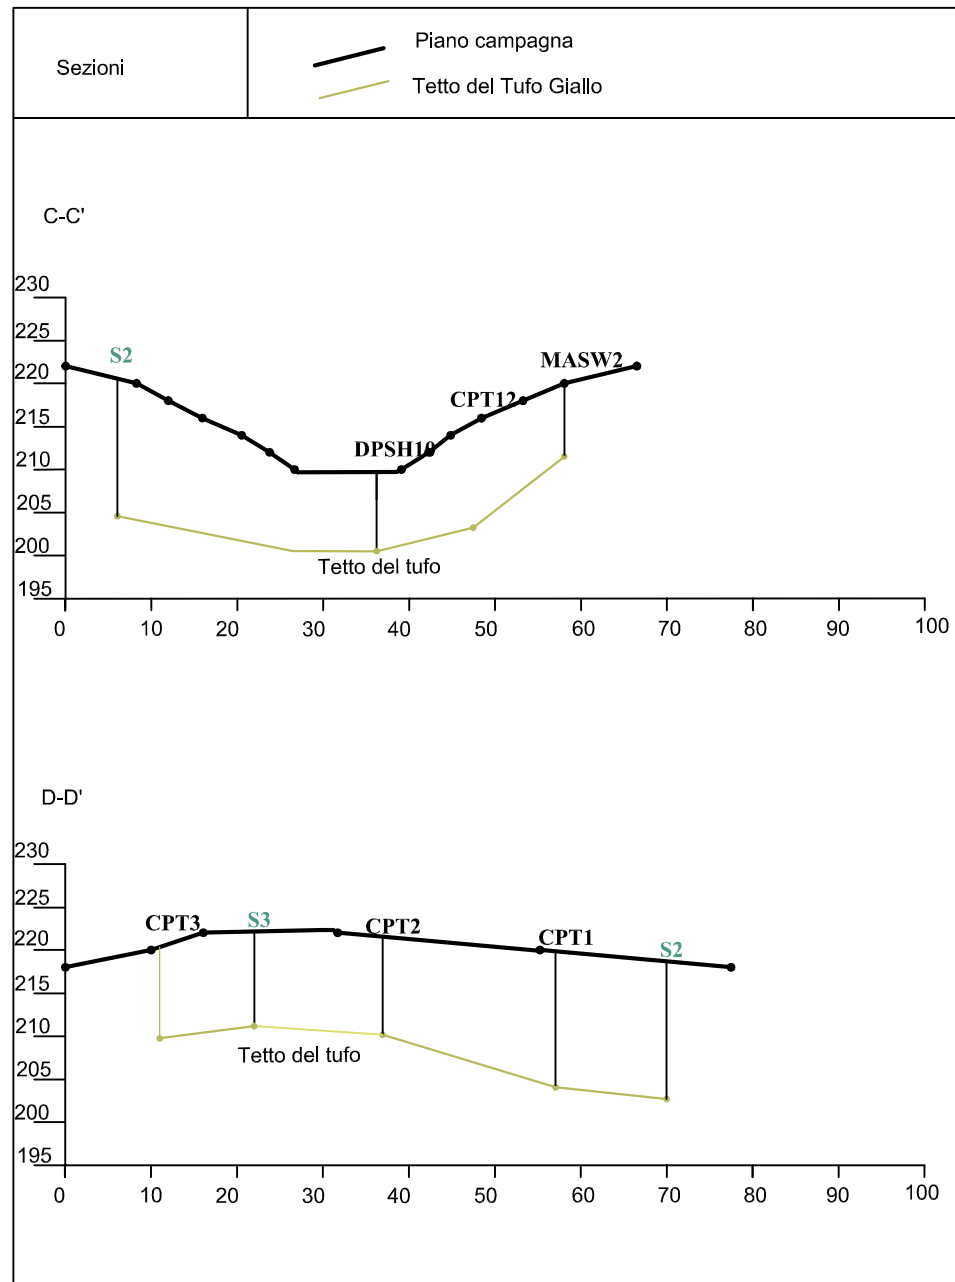 Sezioni
Piano campagna
Tetto del Tufo Giallo
C-C'
230
225
220
215
210
205
200
195
S2
MASW2
CPT12
DPSH10
Tetto del tufo
0 10 20 30 40 50 60 70 80 90 100
D-D'
230
225
220
215
210
205
200
195
CPT3 S3 CPT2 CPT1 S2
Tetto del tufo
0 10 20 30 40 50 60 70 80 90 100